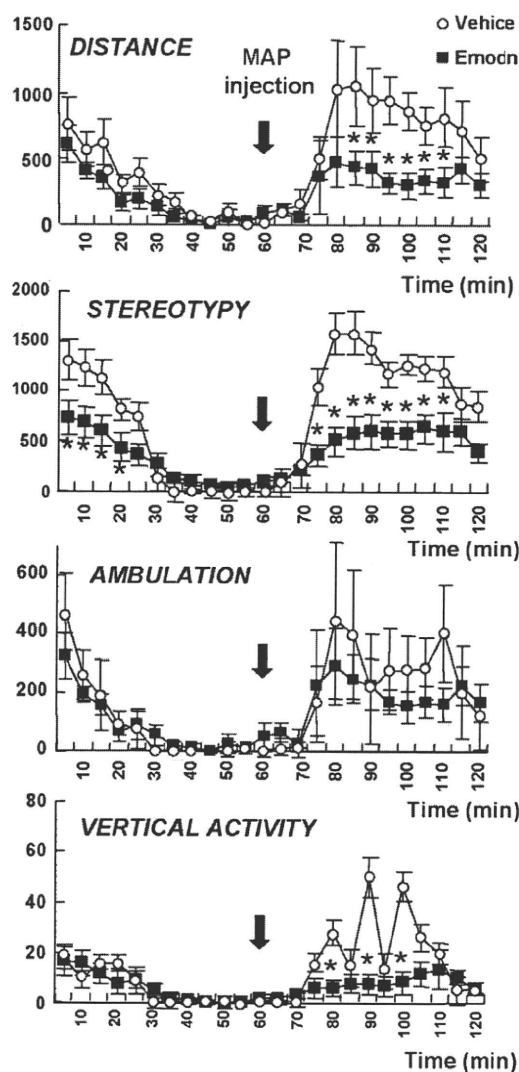 1500
DISTANCE
○ Vehice
■ Emodn
MAP
injection
1000
500
0
* * * * * *
10 20 30 40 50 60 70 80 90 100 110 120
Time (min)
2000
STEREOTYPY
1500
1000
500
0
* * * *
* * * * * * * *
10 20 30 40 50 60 70 80 90 100 110 120
Time (min)
600
AMBULATION
400
200
0
10 20 30 40 50 60 70 80 90 100 110 120
Time (min)
80
VERTICAL ACTIVITY
60
40
20
0
* * *
10 20 30 40 50 60 70 80 90 100 110 120
Time (min)